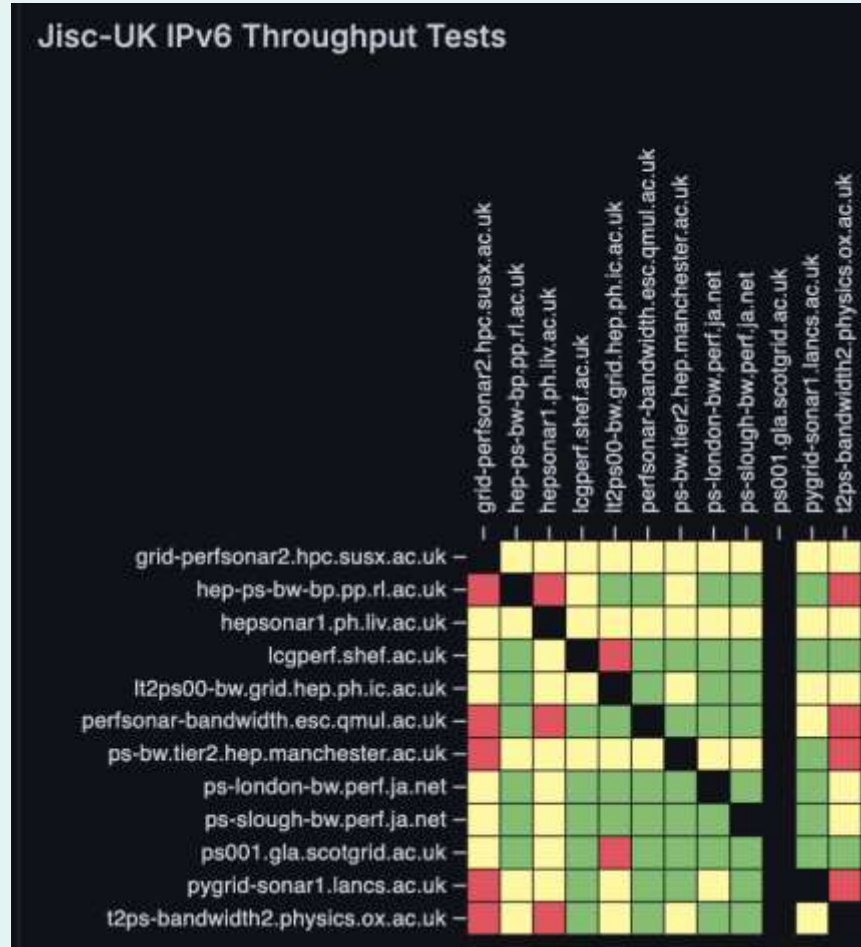 Jisc-UK IPv6 Throughput Tests
grid-perfsonar2.hpc.susx.ac.uk
hep-ps-bw-bp.pp.rl.ac.uk
hepsonar1.ph.liv.ac.uk
lcgperf.shef.ac.uk
lt2ps00-bw.grid.hep.ph.ic.ac.uk
perfsonar-bandwidth.esc.qmul.ac.uk
ps-bw.tier2.hep.manchester.ac.uk
ps-london-bw.perf.ja.net
ps-slough-bw.perf.ja.net
ps001.gla.scotgrid.ac.uk
pygrid-sonar1.lancs.ac.uk
t2ps-bandwidth2.physics.ox.ac.uk
grid-perfsonar2.hpc.susx.ac.uk
hep-ps-bw-bp.pp.rl.ac.uk
hepsonar1.ph.liv.ac.uk
lcgperf.shef.ac.uk
lt2ps00-bw.grid.hep.ph.ic.ac.uk
perfsonar-bandwidth.esc.qmul.ac.uk
ps-bw.tier2.hep.manchester.ac.uk
ps-london-bw.perf.ja.net
ps-slough-bw.perf.ja.net
ps001.gla.scotgrid.ac.uk
pygrid-sonar1.lancs.ac.uk
t2ps-bandwidth2.physics.ox.ac.uk